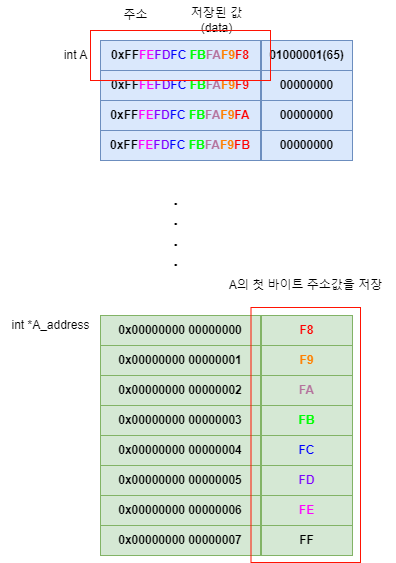 주소 저장된 값
(data)
int A 0xFFFEFDFC FBFAF9F8 01000001(65)
0xFFFEFDFC FBFAF9F9 00000000
0xFFFEFDFC FBFAF9FA 00000000
0xFFFEFDFC FBFAF9FB 00000000
A의 첫 바이트 주소값을 저장
int *A_address 0x00000000 00000000 F8
0x00000000 00000001 F9
0x00000000 00000002 FA
0x00000000 00000003 FB
0x00000000 00000004 FC
0x00000000 00000005 FD
0x00000000 00000006 FE
0x00000000 00000007 FF